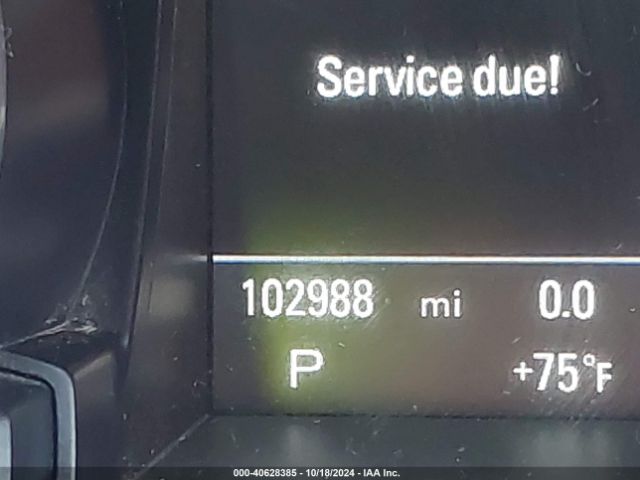 Service due!
102988 mi 0.0
P +75°F
000-40628385 - 10/18/2024 - IAA Inc.